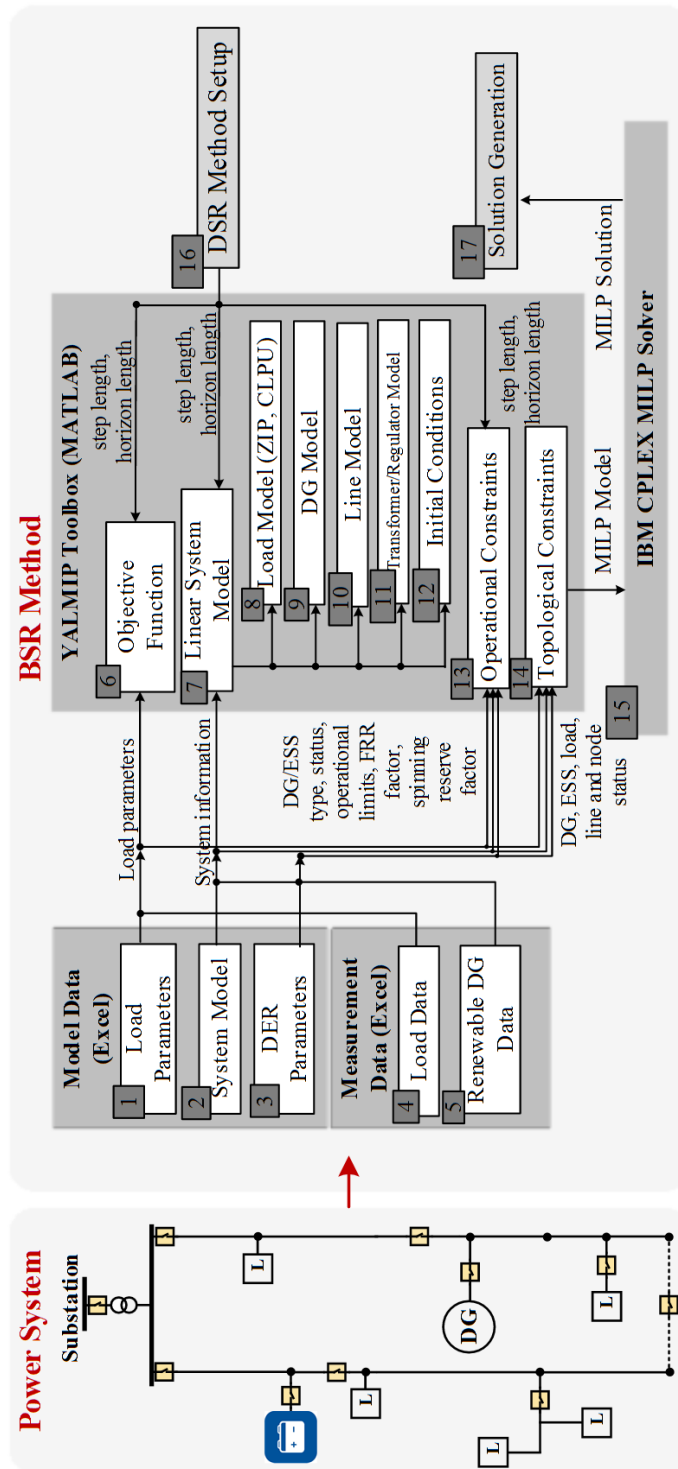 Power System
Substation
L
DG
L
L
L
L
+ -
BSR Method
Model Data
(Excel)
1
Load
Parameters
2
System Model
3
DER
Parameters
Measurement
Data (Excel)
4
Load Data
5
Renewable DG
Data
Load parameters
System information
DG/ESS
type, status,
operational
limits, FRR
factor,
spinning
reserve
factor
DG, ESS, load,
line and node
status
YALMIP Toolbox (MATLAB)
6
Objective
Function
step length,
horizon length
7
Linear System
Model
step length,
horizon length
8
Load Model (ZIP, CLPU)
9
DG Model
10
Line Model
11
Transformer/Regulator Model
12
Initial Conditions
13
Operational Constraints
step length,
horizon length
14
Topological Constraints
MILP Model
15
IBM CPLEX MILP Solver
MILP Solution
16
DSR Method Setup
17
Solution Generation